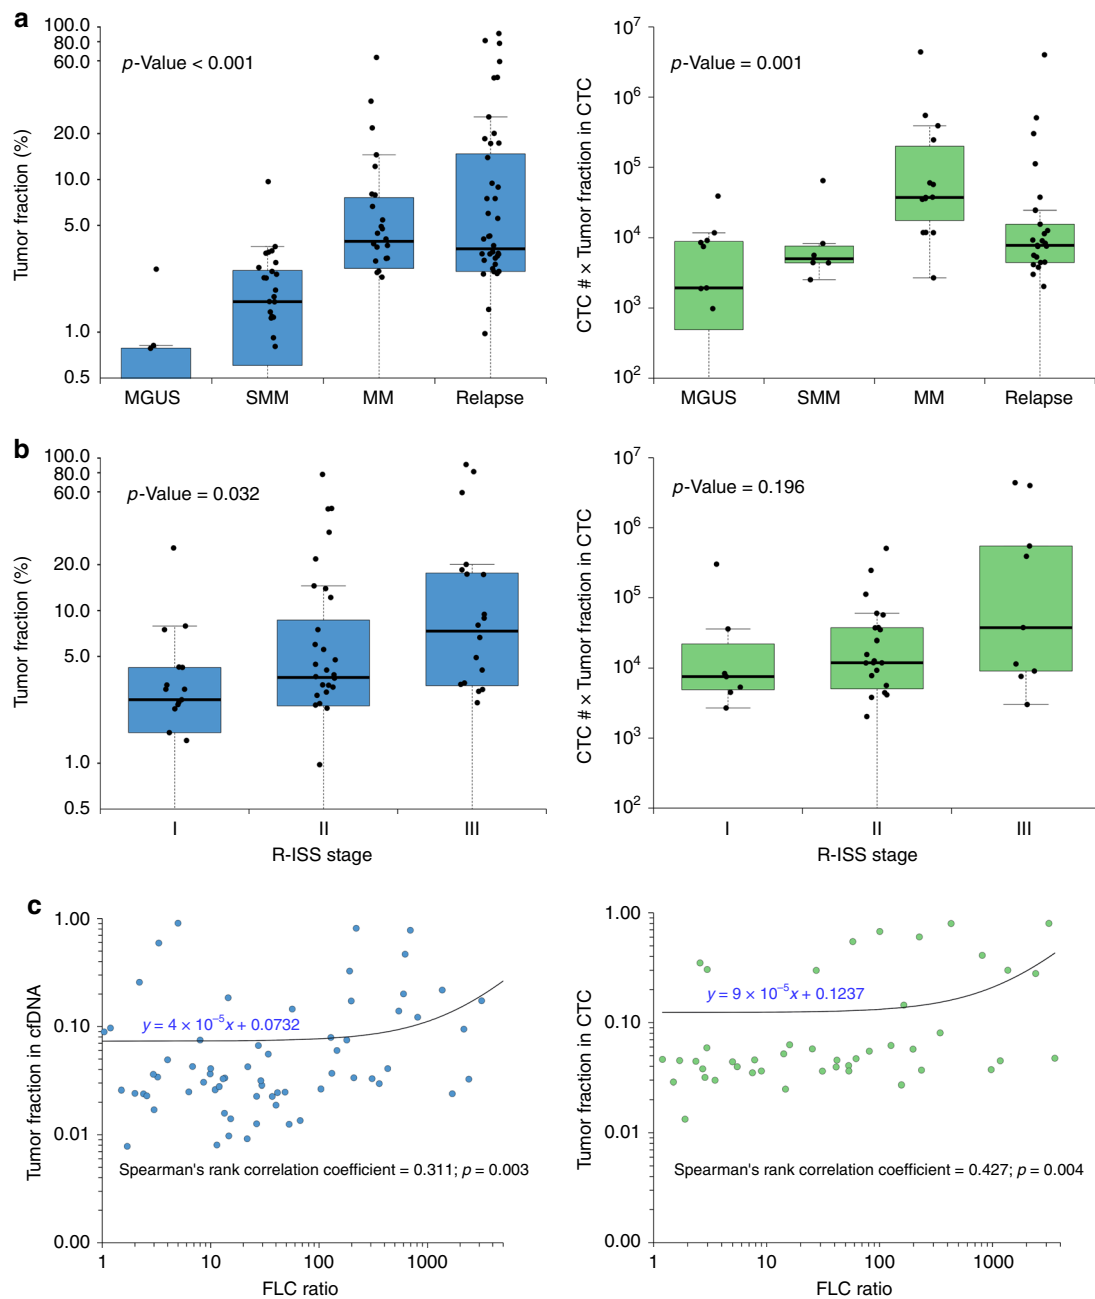 a
Tumor fraction (%)
100.0
80.0
60.0
20.0
10.0
5.0
1.0
0.5
p-Value < 0.001
MGUS SMM MM Relapse
CTC # × Tumor fraction in CTC
10⁷
10⁶
10⁵
10⁴
10³
10²
p-Value = 0.001
MGUS SMM MM Relapse
b
Tumor fraction (%)
100.0
80.0
60.0
20.0
10.0
5.0
1.0
0.5
p-Value = 0.032
I II III
R-ISS stage
CTC # × Tumor fraction in CTC
10⁷
10⁶
10⁵
10⁴
10³
10²
p-Value = 0.196
I II III
R-ISS stage
c
Tumor fraction in cfDNA
1.00
0.10
0.01
0.00
y = 4 × 10⁻⁵x + 0.0732
Spearman's rank correlation coefficient = 0.311; p = 0.003
1 10 100 1000
FLC ratio
Tumor fraction in CTC
1.00
0.10
0.01
0.00
y = 9 × 10⁻⁵x + 0.1237
Spearman's rank correlation coefficient = 0.427; p = 0.004
1 10 100 1000
FLC ratio